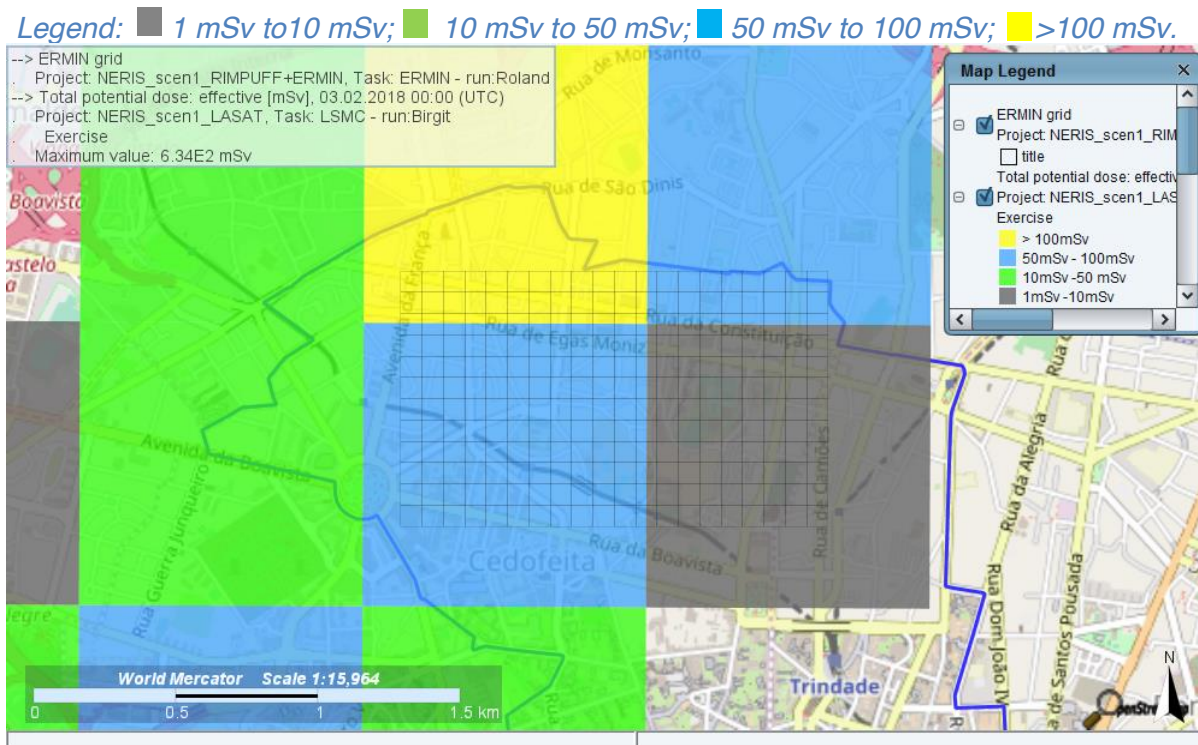 Legend: 1 mSv to10 mSv; 10 mSv to 50 mSv; 50 mSv to 100 mSv; >100 mSv.
--> ERMIN grid
. Project: NERIS_scen1_RIMPUFF+ERMIN, Task: ERMIN - run:Roland
--> Total potential dose: effective [mSv], 03.02.2018 00:00 (UTC)
. Project: NERIS_scen1_LASAT, Task: LSMC - run:Birgit
. Exercise
. Maximum value: 6.34E2 mSv
Map Legend
ERMIN grid
Project: NERIS_scen1_RIM
title
Total potential dose: effectiv
Project: NERIS_scen1_LAS
Exercise
> 100mSv
50mSv - 100mSv
10mSv -50 mSv
1mSv -10mSv
Rua de Monsanto
Rua de São Dinis
Boavista
astelo
Avenida da França
Rua da Constituição
Rua de Egas Moniz
Avenida da Boavista
Rua Guerra Junqueiro
Rua de Camões
Rua da Alegria
Rua da Boavista
Cedofeita
Rua Dom João IV
Rua de Santos Pousada
legre
Trindade
World Mercator Scale 1:15,964
0 0.5 1 1.5 km
N